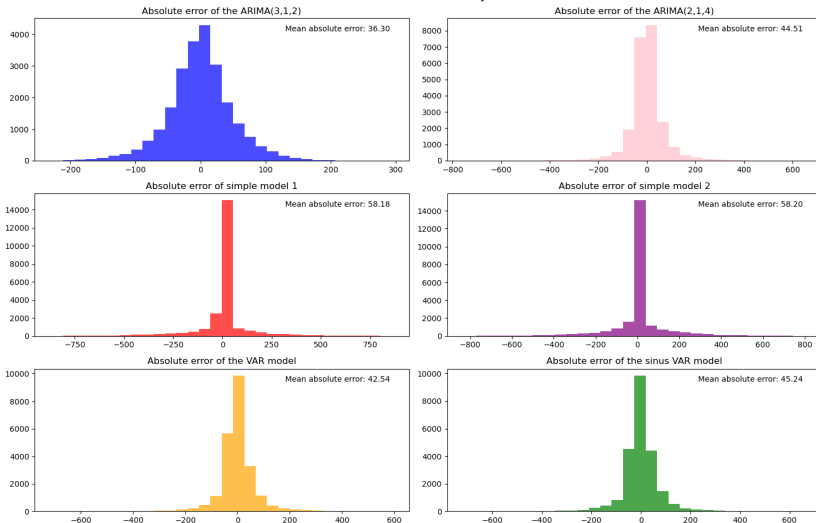 Absolute error of the ARIMA(3,1,2)
Mean absolute error: 36.30
4000
3000
2000
1000
0
−200 −100 0 100 200 300
Absolute error of the ARIMA(2,1,4)
Mean absolute error: 44.51
8000
7000
6000
5000
4000
3000
2000
1000
0
−800 −600 −400 −200 0 200 400 600
Absolute error of simple model 1
Mean absolute error: 58.18
14000
12000
10000
8000
6000
4000
2000
0
−750 −500 −250 0 250 500 750
Absolute error of simple model 2
Mean absolute error: 58.20
14000
12000
10000
8000
6000
4000
2000
0
−800 −600 −400 −200 0 200 400 600 800
Absolute error of the VAR model
Mean absolute error: 42.54
10000
8000
6000
4000
2000
0
−600 −400 −200 0 200 400 600
Absolute error of the sinus VAR model
Mean absolute error: 45.24
10000
8000
6000
4000
2000
0
−600 −400 −200 0 200 400 600